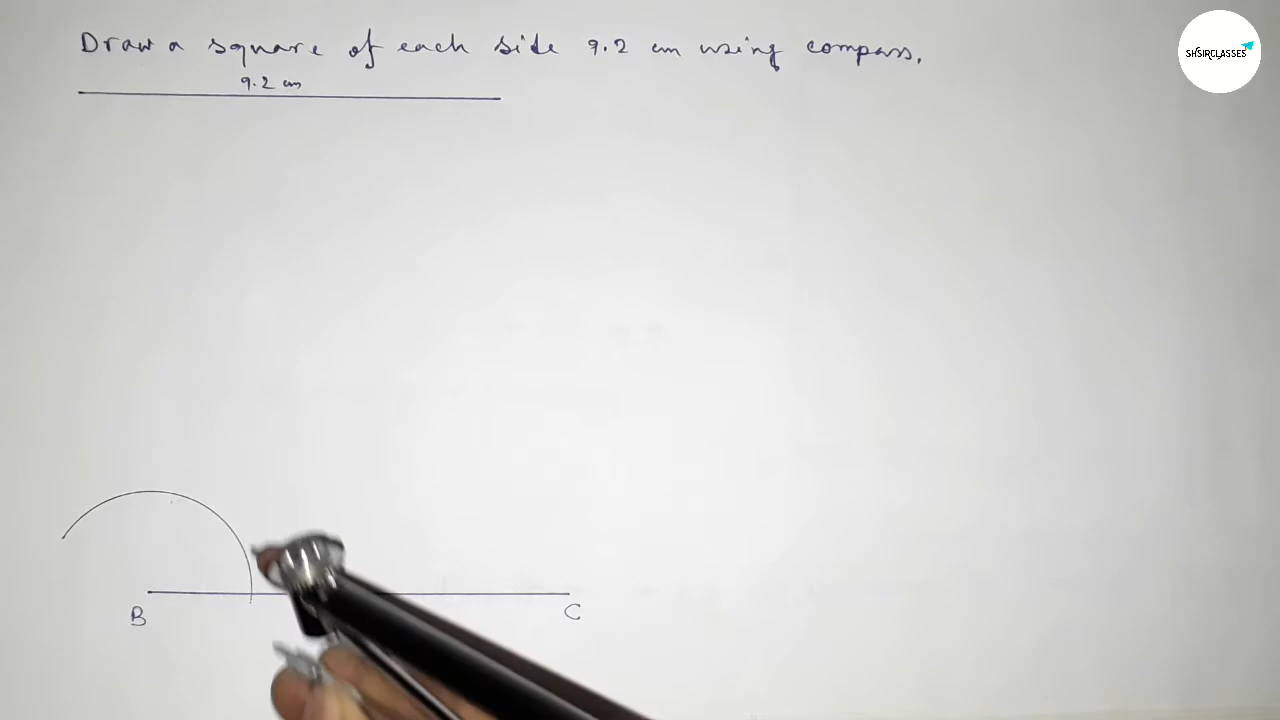 Draw a square of each side 9.2 cm using compass.
9.2 cm
SHSIRCLASSES
B
C